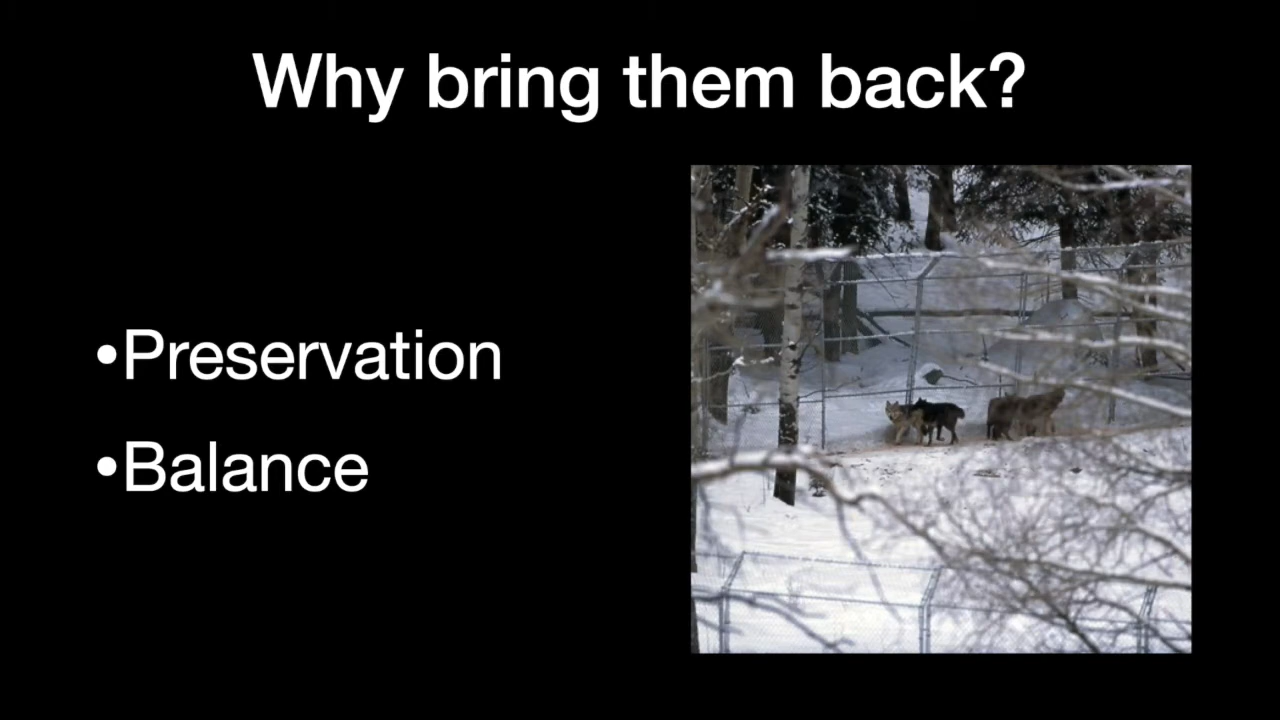 Why bring them back?
•Preservation
•Balance